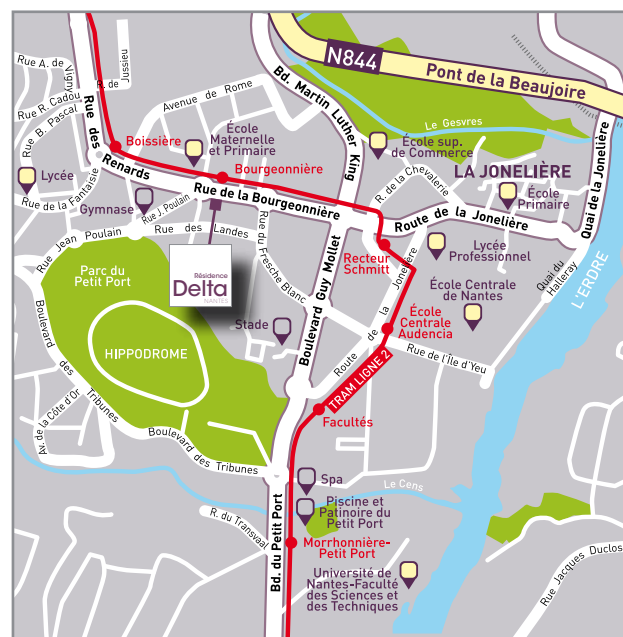 N844
Pont de la Beaujoire
Rue A. de
Vigny
R. de
Jussieu
Rue R. Cadou
Rue B. Pascal
Rue des
Renards
Avenue de Rome
Bd. Martin Luther
King
Le Gesvres
Quai de la Jonelière
Boissière
École
Maternelle
et Primaire
École sup.
de Commerce
Bourgeonnière
LA JONELIÈRE
R. de la Chevalerie
Lycée
Rue de la Fantaisie
Gymnase
Rue J. Poulain
Rue de la Bourgeonnière
École
Primaire
Route de la Jonelière
Rue Jean Poulain
Rue des Landes
Rue du Fresche Blanc
Boulevard Guy Mollet
Recteur
Schmitt
Lycée
Professionnel
Quai du
Halleray
L'ERDRE
Parc du
Petit Port
Résidence
Delta
NANTES
École Centrale
de Nantes
Stade
HIPPODROME
École
Centrale
Audencia
Route de la Jonelière
Rue de l'Île d'Yeu
TRAM LIGNE 2
Boulevard des Tribunes
Av. de la Côte d'Or
Facultés
Boulevard des Tribunes
Spa
Le Cens
Piscine et
Patinoire du
Petit Port
R. du Transvaal
Bd. du Petit Port
Morrhonnière-
Petit Port
Université de
Nantes-Faculté
des Sciences et
des Techniques
Rue Jacques Duclos